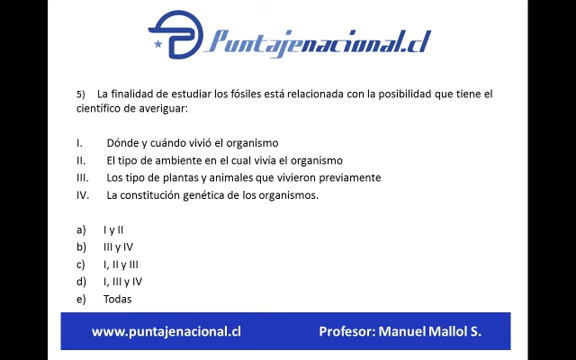 Puntajenacional.cl
5) La finalidad de estudiar los fósiles está relacionada con la posibilidad que tiene el
científico de averiguar:
I. Dónde y cuándo vivió el organismo
II. El tipo de ambiente en el cual vivía el organismo
III. Los tipo de plantas y animales que vivieron previamente
IV. La constitución genética de los organismos.
a) I y II
b) III y IV
c) I, II y III
d) I, III y IV
e) Todas
www.puntajenacional.cl Profesor: Manuel Mallol S.